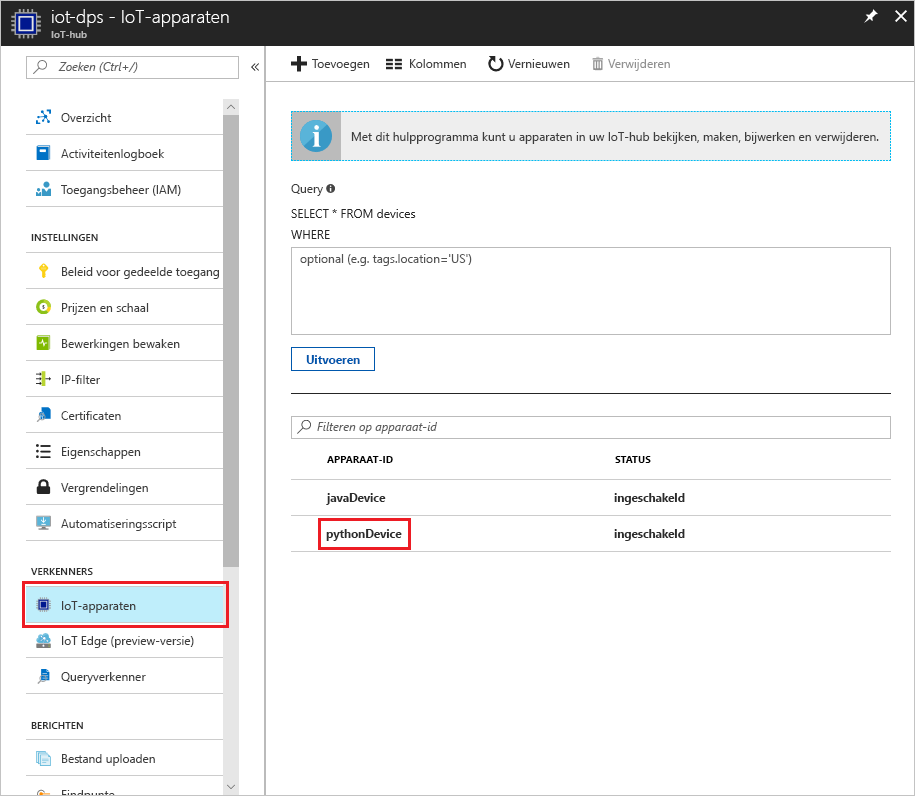 iot-dps - IoT-apparaten
IoT-hub
Zoeken (Ctrl+/)
«
Overzicht
Activiteitenlogboek
Toegangsbeheer (IAM)
INSTELLINGEN
Beleid voor gedeelde toegang
Prijzen en schaal
Bewerkingen bewaken
IP-filter
Certificaten
Eigenschappen
Vergrendelingen
Automatiseringsscript
VERKENNERS
IoT-apparaten
IoT Edge (preview-versie)
Queryverkenner
BERICHTEN
Bestand uploaden
Eindpunte
Toevoegen
Kolommen
Vernieuwen
Verwijderen
Met dit hulpprogramma kunt u apparaten in uw IoT-hub bekijken, maken, bijwerken en verwijderen.
Query
SELECT * FROM devices
WHERE
optional (e.g. tags.location='US')
Uitvoeren
Filteren op apparaat-id
APPARAAT-ID STATUS
javaDevice ingeschakeld
pythonDevice ingeschakeld